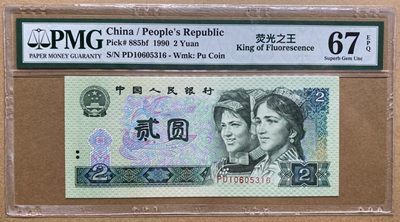 PMG
PAPER MONEY GUARANTY
China / People's Republic
Pick# 885bf 1990 2 Yuan
S/N PD10605316 - Wmk: Pu Coin
荧光之王
King of Fluorescence
67 EPQ
Superb Gem Unc
中国人民银行
2
贰圆
PD10605316
2
2